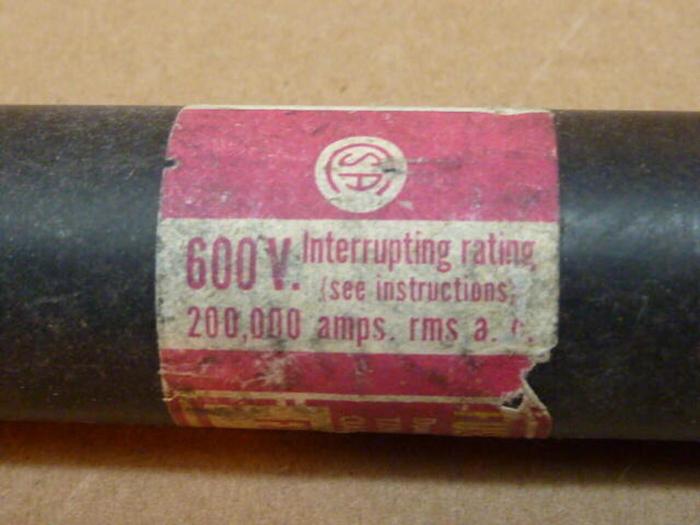 CSA
600 V. Interrupting rating
(see instructions)
200,000 amps. rms a. c.